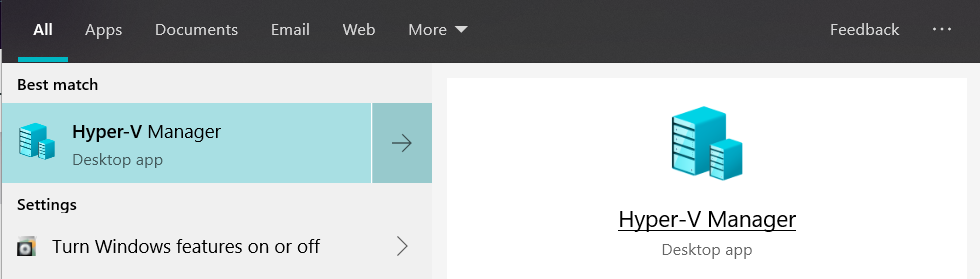 All Apps Documents Email Web More Feedback ...
Best match
Hyper-V Manager
Desktop app
Settings
Turn Windows features on or off
Hyper-V Manager
Desktop app